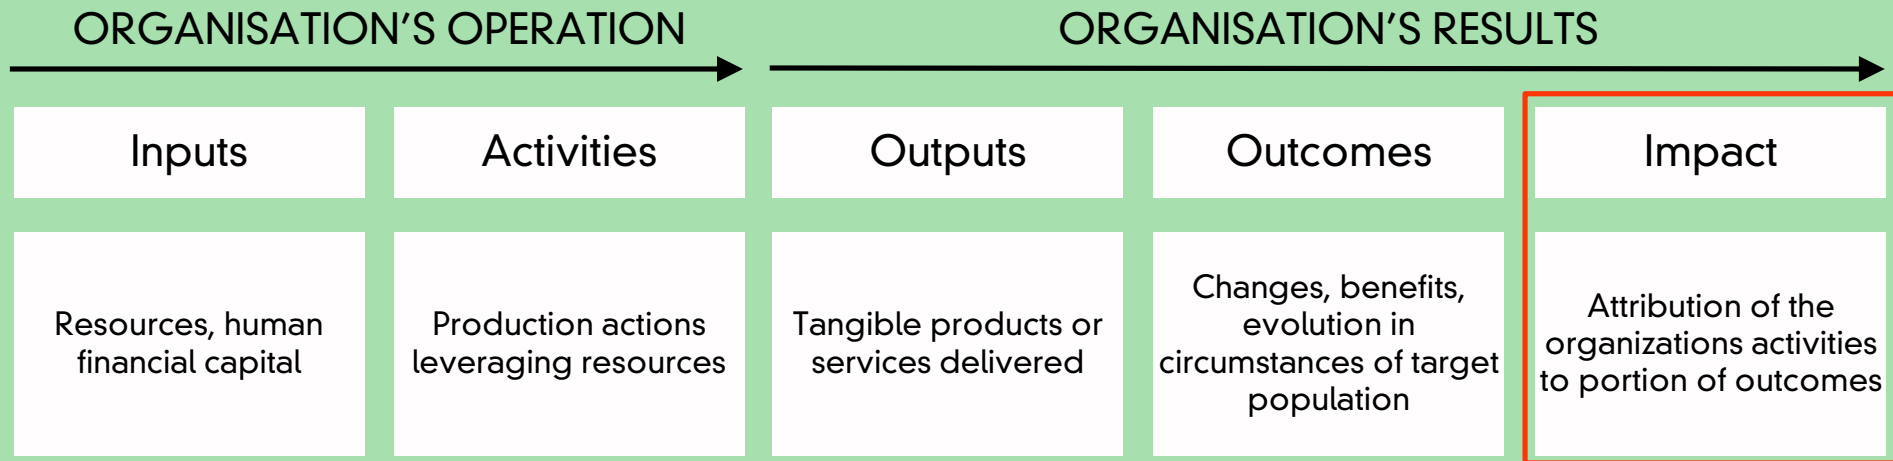 ORGANISATION’S OPERATION
ORGANISATION’S RESULTS
Inputs
Activities
Outputs
Outcomes
Impact
Resources, human
financial capital
Production actions
leveraging resources
Tangible products or
services delivered
Changes, benefits,
evolution in
circumstances of target
population
Attribution of the
organizations activities
to portion of outcomes